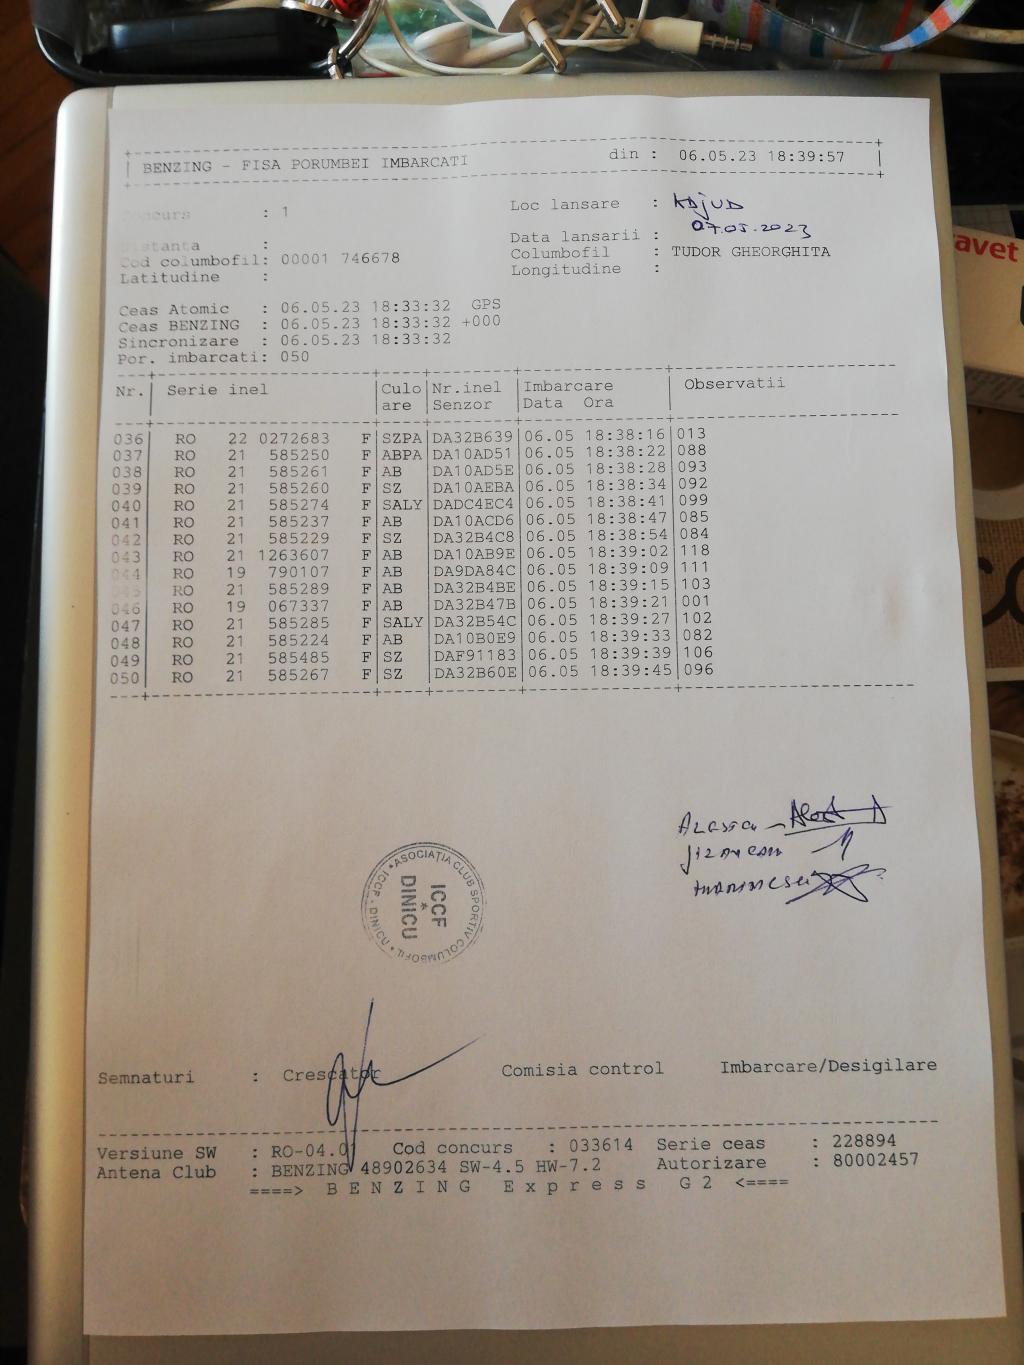 BENZING - FISA PORUMBEI IMBARCATI din : 06.05.23 18:39:57
Concurs : 1 Loc lansare : ADJUD
Data lansarii : 07.05.2023
Distanta :
Cod columbofil: 00001 746678 Columbofil : TUDOR GHEORGHITA
Latitudine : Longitudine :
Ceas Atomic : 06.05.23 18:33:32 GPS
Ceas BENZING : 06.05.23 18:33:32 +000
Sincronizare : 06.05.23 18:33:32
Por. imbarcati: 050
Nr. Serie inel Culo Nr.inel Imbarcare Observatii
are Senzor Data Ora
036 RO 22 0272683 F SZPA DA32B639 06.05 18:38:16 013
037 RO 21 585250 F ABPA DA10AD51 06.05 18:38:22 088
038 RO 21 585261 F AB DA10AD5E 06.05 18:38:28 093
039 RO 21 585260 F SZ DA10AEBA 06.05 18:38:34 092
040 RO 21 585274 F SALY DADC4EC4 06.05 18:38:41 099
041 RO 21 585237 F AB DA10ACD6 06.05 18:38:47 085
042 RO 21 585229 F SZ DA32B4C8 06.05 18:38:54 084
043 RO 21 1263607 F AB DA10AB9E 06.05 18:39:02 118
044 RO 19 790107 F AB DA9DA84C 06.05 18:39:09 111
045 RO 21 585289 F AB DA32B4BE 06.05 18:39:15 103
046 RO 19 067337 F AB DA32B47B 06.05 18:39:21 001
047 RO 21 585285 F SALY DA32B54C 06.05 18:39:27 102
048 RO 21 585224 F AB DA10B0E9 06.05 18:39:33 082
049 RO 21 585485 F SZ DAF91183 06.05 18:39:39 106
050 RO 21 585267 F SZ DA32B60E 06.05 18:39:45 096
ASOCIAȚIA CLUB SPORTIV COLUMBOFIL • ICCF - DINICU •
ICCF
*
DINICU
Semnaturi : Crescator Comisia control Imbarcare/Desigilare
Versiune SW : RO-04.01 Cod concurs : 033614 Serie ceas : 228894
Antena Club : BENZING 48902634 SW-4.5 HW-7.2 Autorizare : 80002457
====> B E N Z I N G E x p r e s s G 2 <====